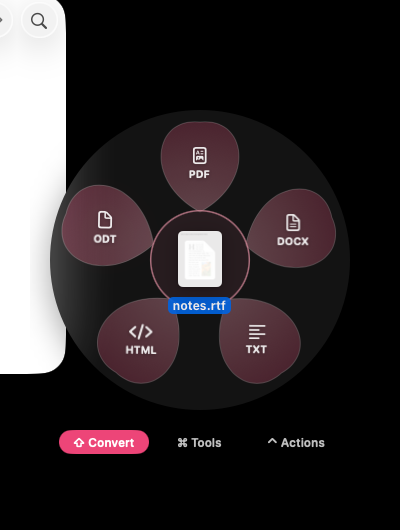 PDF
ODT
DOCX
notes.rtf
HTML
TXT
⇧ Convert
⌘ Tools
⌃ Actions